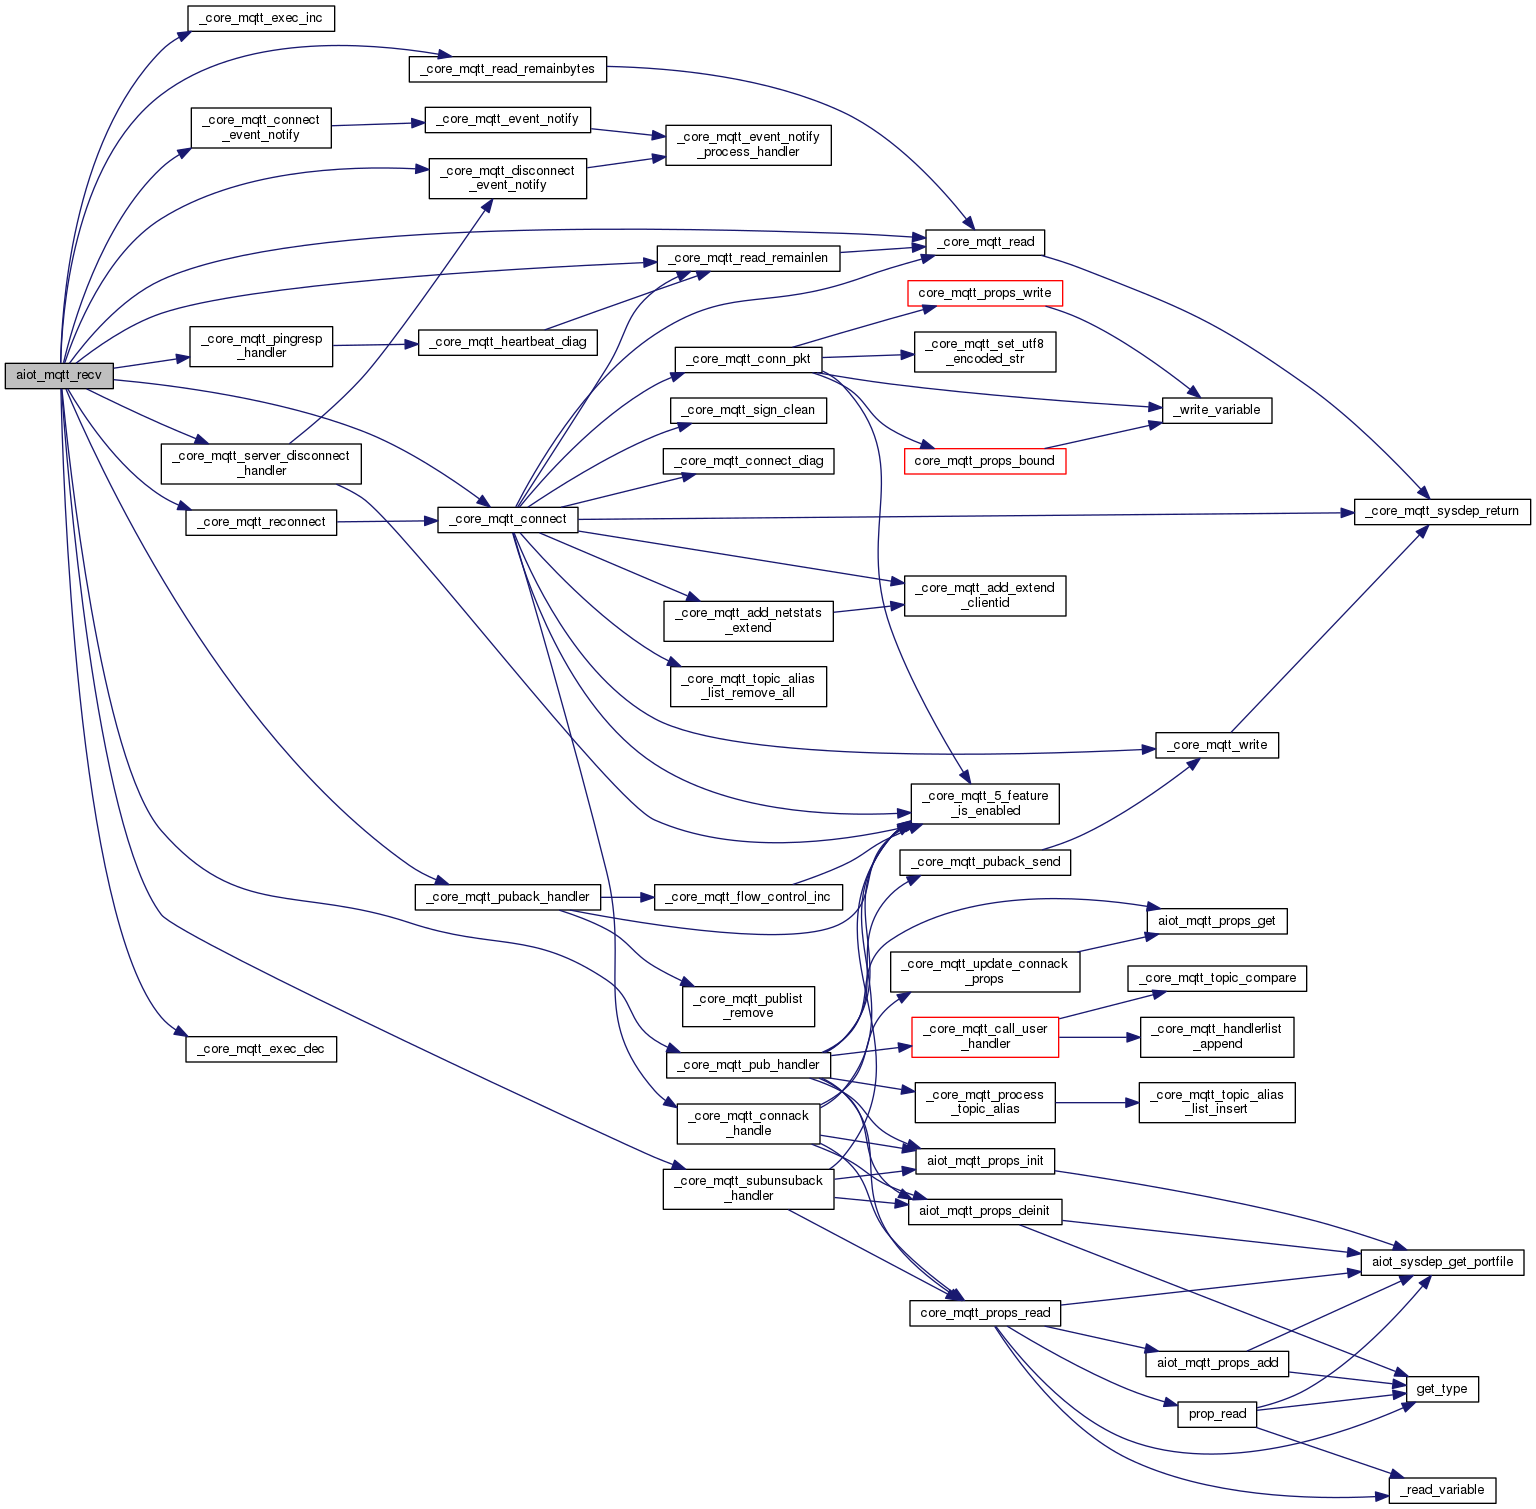 _core_mqtt_exec_inc
_core_mqtt_read_remainbytes
_core_mqtt_connect
_event_notify
_core_mqtt_event_notify
_core_mqtt_event_notify
_process_handler
_core_mqtt_disconnect
_event_notify
_core_mqtt_read
_core_mqtt_read_remainlen
core_mqtt_props_write
_core_mqtt_pingresp
_handler
_core_mqtt_heartbeat_diag
_core_mqtt_conn_pkt
_core_mqtt_set_utf8
_encoded_str
aiot_mqtt_recv
_core_mqtt_sign_clean
_write_variable
_core_mqtt_server_disconnect
_handler
_core_mqtt_connect_diag
core_mqtt_props_bound
_core_mqtt_reconnect
_core_mqtt_connect
_core_mqtt_sysdep_return
_core_mqtt_add_extend
_clientid
_core_mqtt_add_netstats
_extend
_core_mqtt_topic_alias
_list_remove_all
_core_mqtt_write
_core_mqtt_5_feature
_is_enabled
_core_mqtt_puback_send
_core_mqtt_puback_handler
_core_mqtt_flow_control_inc
aiot_mqtt_props_get
_core_mqtt_update_connack
_props
_core_mqtt_topic_compare
_core_mqtt_publist
_remove
_core_mqtt_call_user
_handler
_core_mqtt_handlerlist
_append
_core_mqtt_exec_dec
_core_mqtt_pub_handler
_core_mqtt_process
_topic_alias
_core_mqtt_topic_alias
_list_insert
_core_mqtt_connack
_handle
aiot_mqtt_props_init
_core_mqtt_subunsuback
_handler
aiot_mqtt_props_deinit
aiot_sysdep_get_portfile
core_mqtt_props_read
aiot_mqtt_props_add
get_type
prop_read
_read_variable